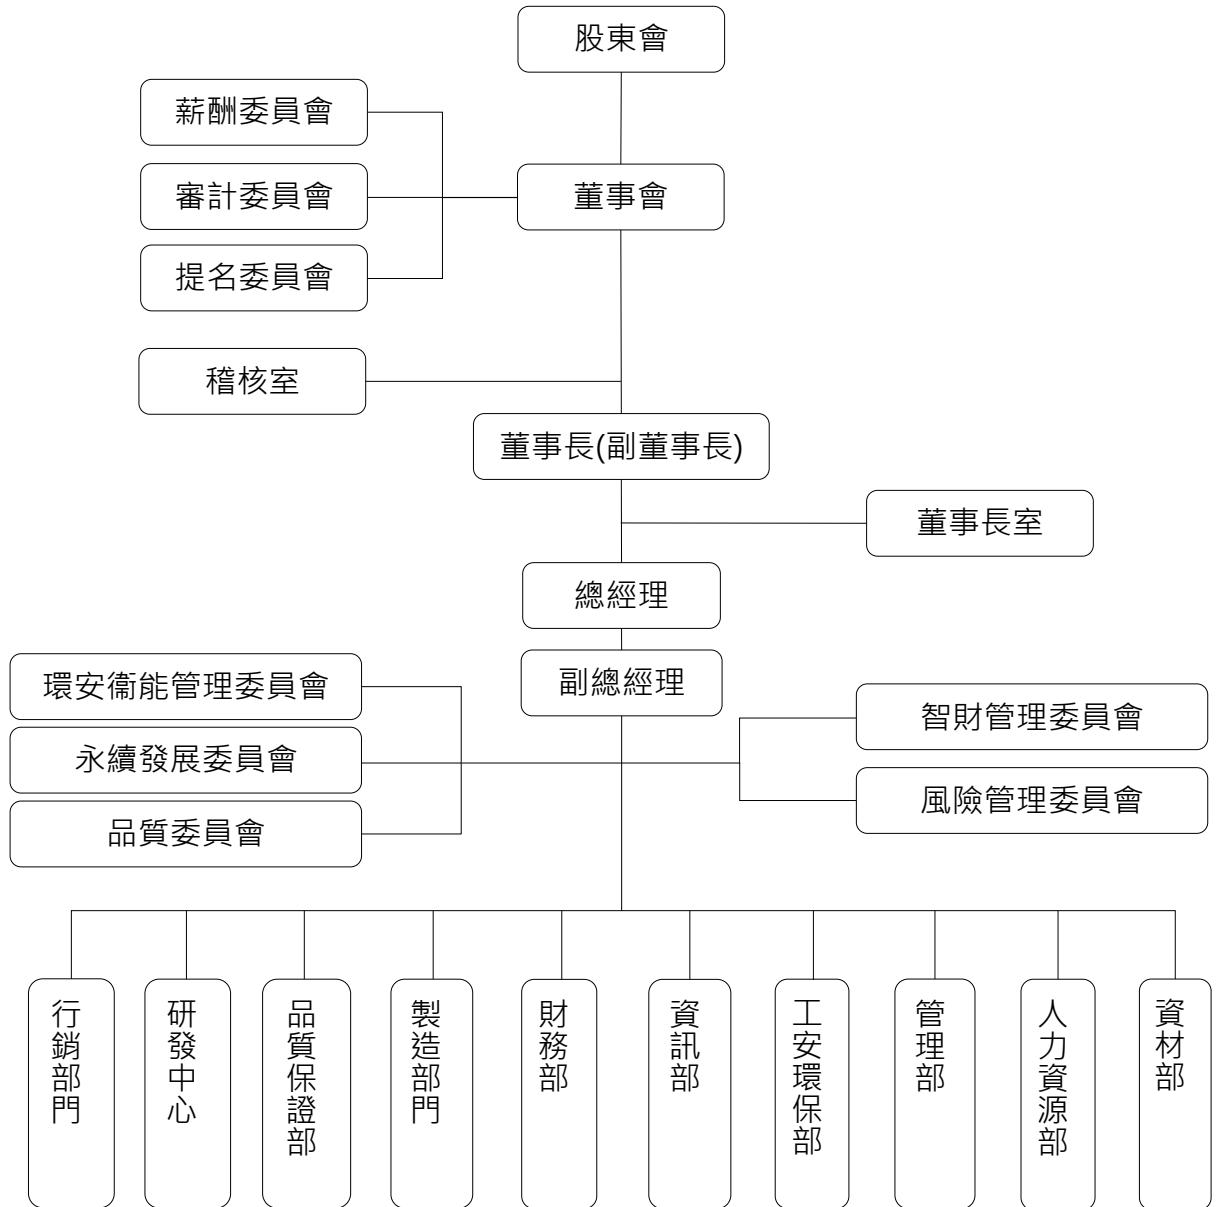 股東會
薪酬委員會
審計委員會
董事會
提名委員會
稽核室
董事長(副董事長)
董事長室
總經理
環安衞能管理委員會
副總經理
智財管理委員會
永續發展委員會
風險管理委員會
品質委員會
行銷部門
研發中心
品質保證部
製造部門
財務部
資訊部
工安環保部
管理部
人力資源部
資材部